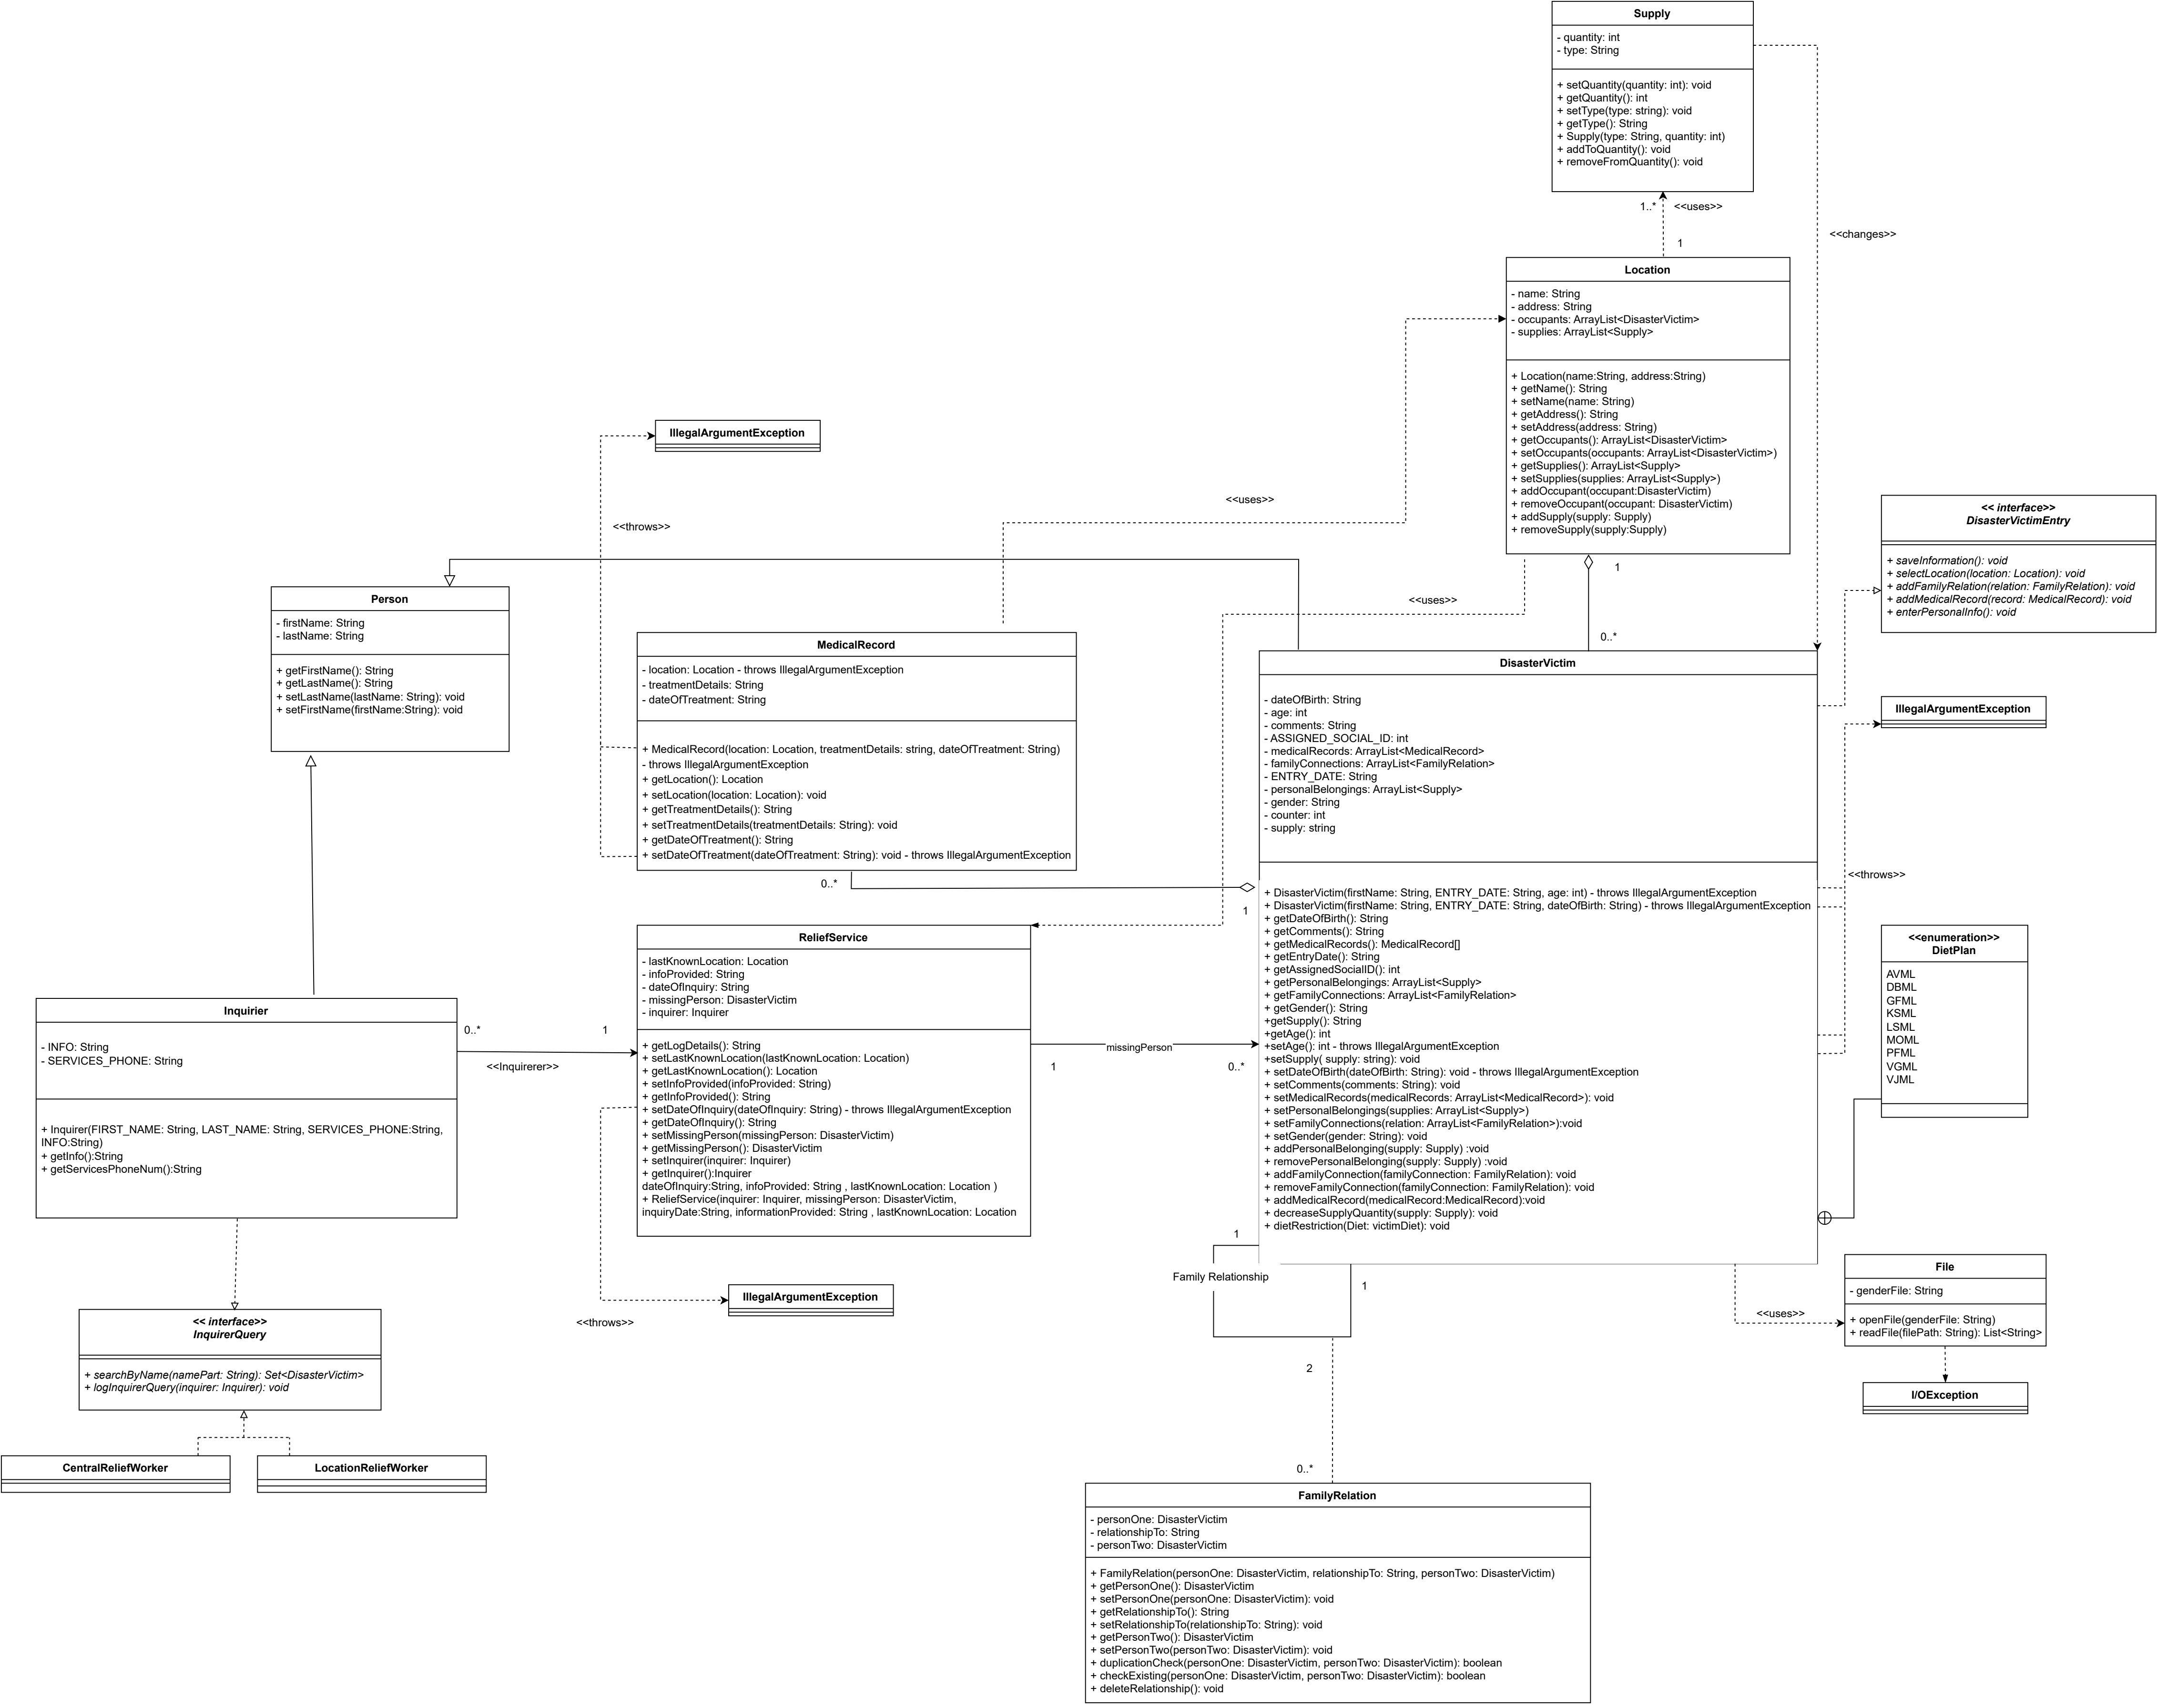 Supply
- quantity: int
- type: String
+ setQuantity(quantity: int): void
+ getQuantity(): int
+ setType(type: string): void
+ getType(): String
+ Supply(type: String, quantity: int)
+ addToQuantity(): void
+ removeFromQuantity(): void
1..*
<<uses>>
1
<<changes>>
Location
- name: String
- address: String
- occupants: ArrayList<DisasterVictim>
- supplies: ArrayList<Supply>
+ Location(name:String, address:String)
+ getName(): String
+ setName(name: String)
+ getAddress(): String
+ setAddress(address: String)
+ getOccupants(): ArrayList<DisasterVictim>
+ setOccupants(occupants: ArrayList<DisasterVictim>)
+ getSupplies(): ArrayList<Supply>
+ setSupplies(supplies: ArrayList<Supply>)
+ addOccupant(occupant:DisasterVictim)
+ removeOccupant(occupant: DisasterVictim)
+ addSupply(supply: Supply)
+ removeSupply(supply:Supply)
IllegalArgumentException
<<throws>>
<<uses>>
<<uses>>
1
0..*
<< interface>>
DisasterVictimEntry
+ saveInformation(): void
+ selectLocation(location: Location): void
+ addFamilyRelation(relation: FamilyRelation): void
+ addMedicalRecord(record: MedicalRecord): void
+ enterPersonalInfo(): void
Person
- firstName: String
- lastName: String
+ getFirstName(): String
+ getLastName(): String
+ setLastName(lastName: String): void
+ setFirstName(firstName:String): void
MedicalRecord
- location: Location - throws IllegalArgumentException
- treatmentDetails: String
- dateOfTreatment: String
+ MedicalRecord(location: Location, treatmentDetails: string, dateOfTreatment: String)
- throws IllegalArgumentException
+ getLocation(): Location
+ setLocation(location: Location): void
+ getTreatmentDetails(): String
+ setTreatmentDetails(treatmentDetails: String): void
+ getDateOfTreatment(): String
+ setDateOfTreatment(dateOfTreatment: String): void - throws IllegalArgumentException
0..*
1
DisasterVictim
- dateOfBirth: String
- age: int
- comments: String
- ASSIGNED_SOCIAL_ID: int
- medicalRecords: ArrayList<MedicalRecord>
- familyConnections: ArrayList<FamilyRelation>
- ENTRY_DATE: String
- personalBelongings: ArrayList<Supply>
- gender: String
- counter: int
- supply: string
+ DisasterVictim(firstName: String, ENTRY_DATE: String, age: int) - throws IllegalArgumentException
+ DisasterVictim(firstName: String, ENTRY_DATE: String, dateOfBirth: String) - throws IllegalArgumentException
+ getDateOfBirth(): String
+ getComments(): String
+ getMedicalRecords(): MedicalRecord[]
+ getEntryDate(): String
+ getAssignedSocialID(): int
+ getPersonalBelongings: ArrayList<Supply>
+ getFamilyConnections: ArrayList<FamilyRelation>
+ getGender(): String
+getSupply(): String
+getAge(): int
+setAge(): int - throws IllegalArgumentException
+setSupply( supply: string): void
+ setDateOfBirth(dateOfBirth: String): void - throws IllegalArgumentException
+ setComments(comments: String): void
+ setMedicalRecords(medicalRecords: ArrayList<MedicalRecord>): void
+ setPersonalBelongings(supplies: ArrayList<Supply>)
+ setFamilyConnections(relation: ArrayList<FamilyRelation>):void
+ setGender(gender: String): void
+ addPersonalBelonging(supply: Supply) :void
+ removePersonalBelonging(supply: Supply) :void
+ addFamilyConnection(familyConnection: FamilyRelation): void
+ removeFamilyConnection(familyConnection: FamilyRelation): void
+ addMedicalRecord(medicalRecord:MedicalRecord):void
+ decreaseSupplyQuantity(supply: Supply): void
+ dietRestriction(Diet: victimDiet): void
IllegalArgumentException
<<throws>>
<<enumeration>>
DietPlan
AVML
DBML
GFML
KSML
LSML
MOML
PFML
VGML
VJML
ReliefService
- lastKnownLocation: Location
- infoProvided: String
- dateOfInquiry: String
- missingPerson: DisasterVictim
- inquirer: Inquirer
+ getLogDetails(): String
+ setLastKnownLocation(lastKnownLocation: Location)
+ getLastKnownLocation(): Location
+ setInfoProvided(infoProvided: String)
+ getInfoProvided(): String
+ setDateOfInquiry(dateOfInquiry: String) - throws IllegalArgumentException
+ getDateOfInquiry(): String
+ setMissingPerson(missingPerson: DisasterVictim)
+ getMissingPerson(): DisasterVictim
+ setInquirer(inquirer: Inquirer)
+ getInquirer():Inquirer
dateOfInquiry:String, infoProvided: String , lastKnownLocation: Location )
+ ReliefService(inquirer: Inquirer, missingPerson: DisasterVictim,
inquiryDate:String, informationProvided: String , lastKnownLocation: Location
missingPerson
1
0..*
Inquirier
- INFO: String
- SERVICES_PHONE: String
+ Inquirer(FIRST_NAME: String, LAST_NAME: String, SERVICES_PHONE:String,
INFO:String)
+ getInfo():String
+ getServicesPhoneNum():String
0..*
1
<<Inquirerer>>
IllegalArgumentException
<<throws>>
1
Family Relationship
1
2
0..*
<<uses>>
File
- genderFile: String
+ openFile(genderFile: String)
+ readFile(filePath: String): List<String>
I/OException
<< interface>>
InquirerQuery
+ searchByName(namePart: String): Set<DisasterVictim>
+ logInquirerQuery(inquirer: Inquirer): void
CentralReliefWorker
LocationReliefWorker
FamilyRelation
- personOne: DisasterVictim
- relationshipTo: String
- personTwo: DisasterVictim
+ FamilyRelation(personOne: DisasterVictim, relationshipTo: String, personTwo: DisasterVictim)
+ getPersonOne(): DisasterVictim
+ setPersonOne(personOne: DisasterVictim): void
+ getRelationshipTo(): String
+ setRelationshipTo(relationshipTo: String): void
+ getPersonTwo(): DisasterVictim
+ setPersonTwo(personTwo: DisasterVictim): void
+ duplicationCheck(personOne: DisasterVictim, personTwo: DisasterVictim): boolean
+ checkExisting(personOne: DisasterVictim, personTwo: DisasterVictim): boolean
+ deleteRelationship(): void